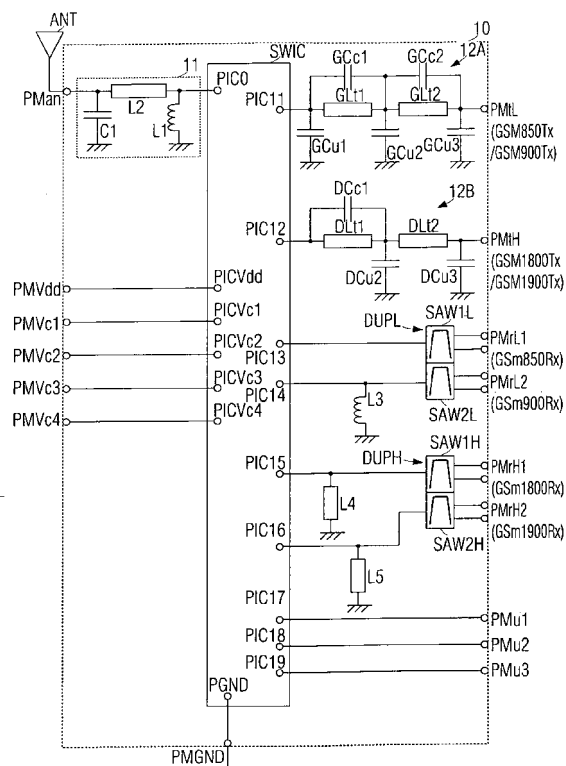 ANT
10
11
SWIC
12A
GCc1
GCc2
PIC0
PMan
L2
PIC11
GLt1
GLt2
PMtL
C1
L1
GCu1
GCu2
GCu3
(GSM850Tx
/GSM900Tx)
DCc1
12B
PIC12
DLt1
DLt2
PMtH
(GSM1800Tx
/GSM1900Tx)
DCu2
DCu3
PMVdd
PICVdd
PMVc1
PICVc1
SAW1L
DUPL
PMrL1
PMVc2
PICVc2
PIC13
(GSm850Rx)
PMVc3
PICVc3
PIC14
PMrL2
L3
(GSm900Rx)
PMVc4
PICVc4
SAW2L
SAW1H
DUPH
PMrH1
PIC15
(GSm1800Rx)
L4
PMrH2
PIC16
(GSm1900Rx)
SAW2H
L5
PIC17
PMu1
PIC18
PMu2
PIC19
PMu3
PGND
PMGND